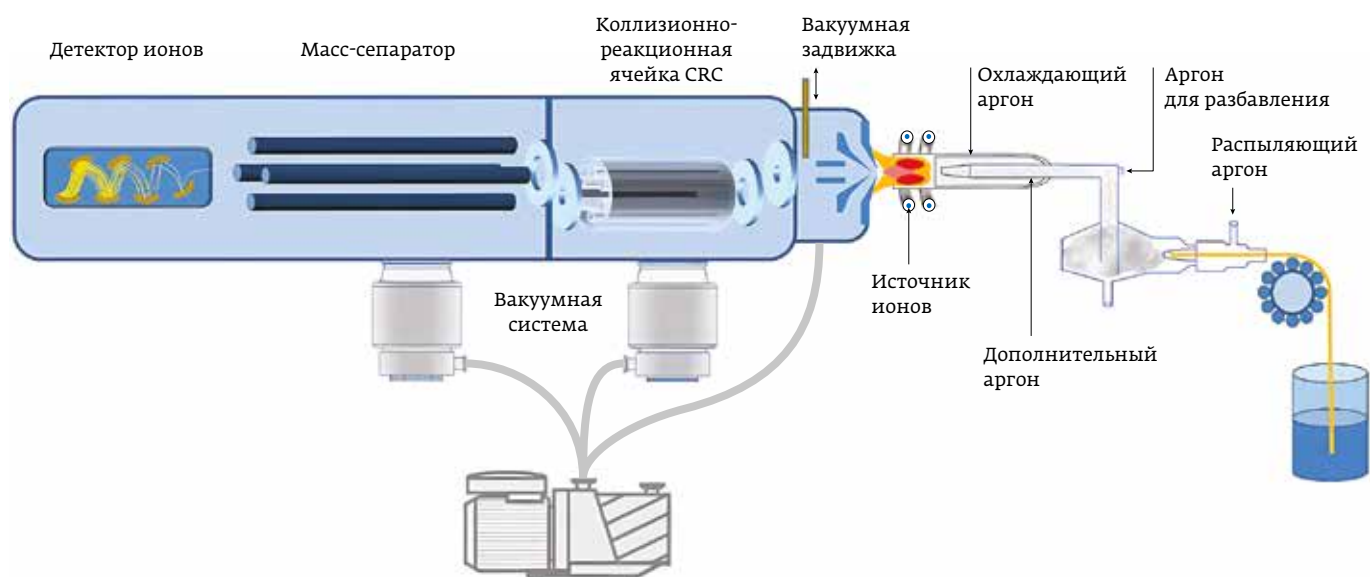 Детектор ионов
Масс-сепаратор
Коллизионно-
реакционная
ячейка CRC
Вакуумная
задвижка
Охлаждающий
аргон
Аргон
для разбавления
Распыляющий
аргон
Источник
ионов
Вакуумная
система
Дополнительный
аргон